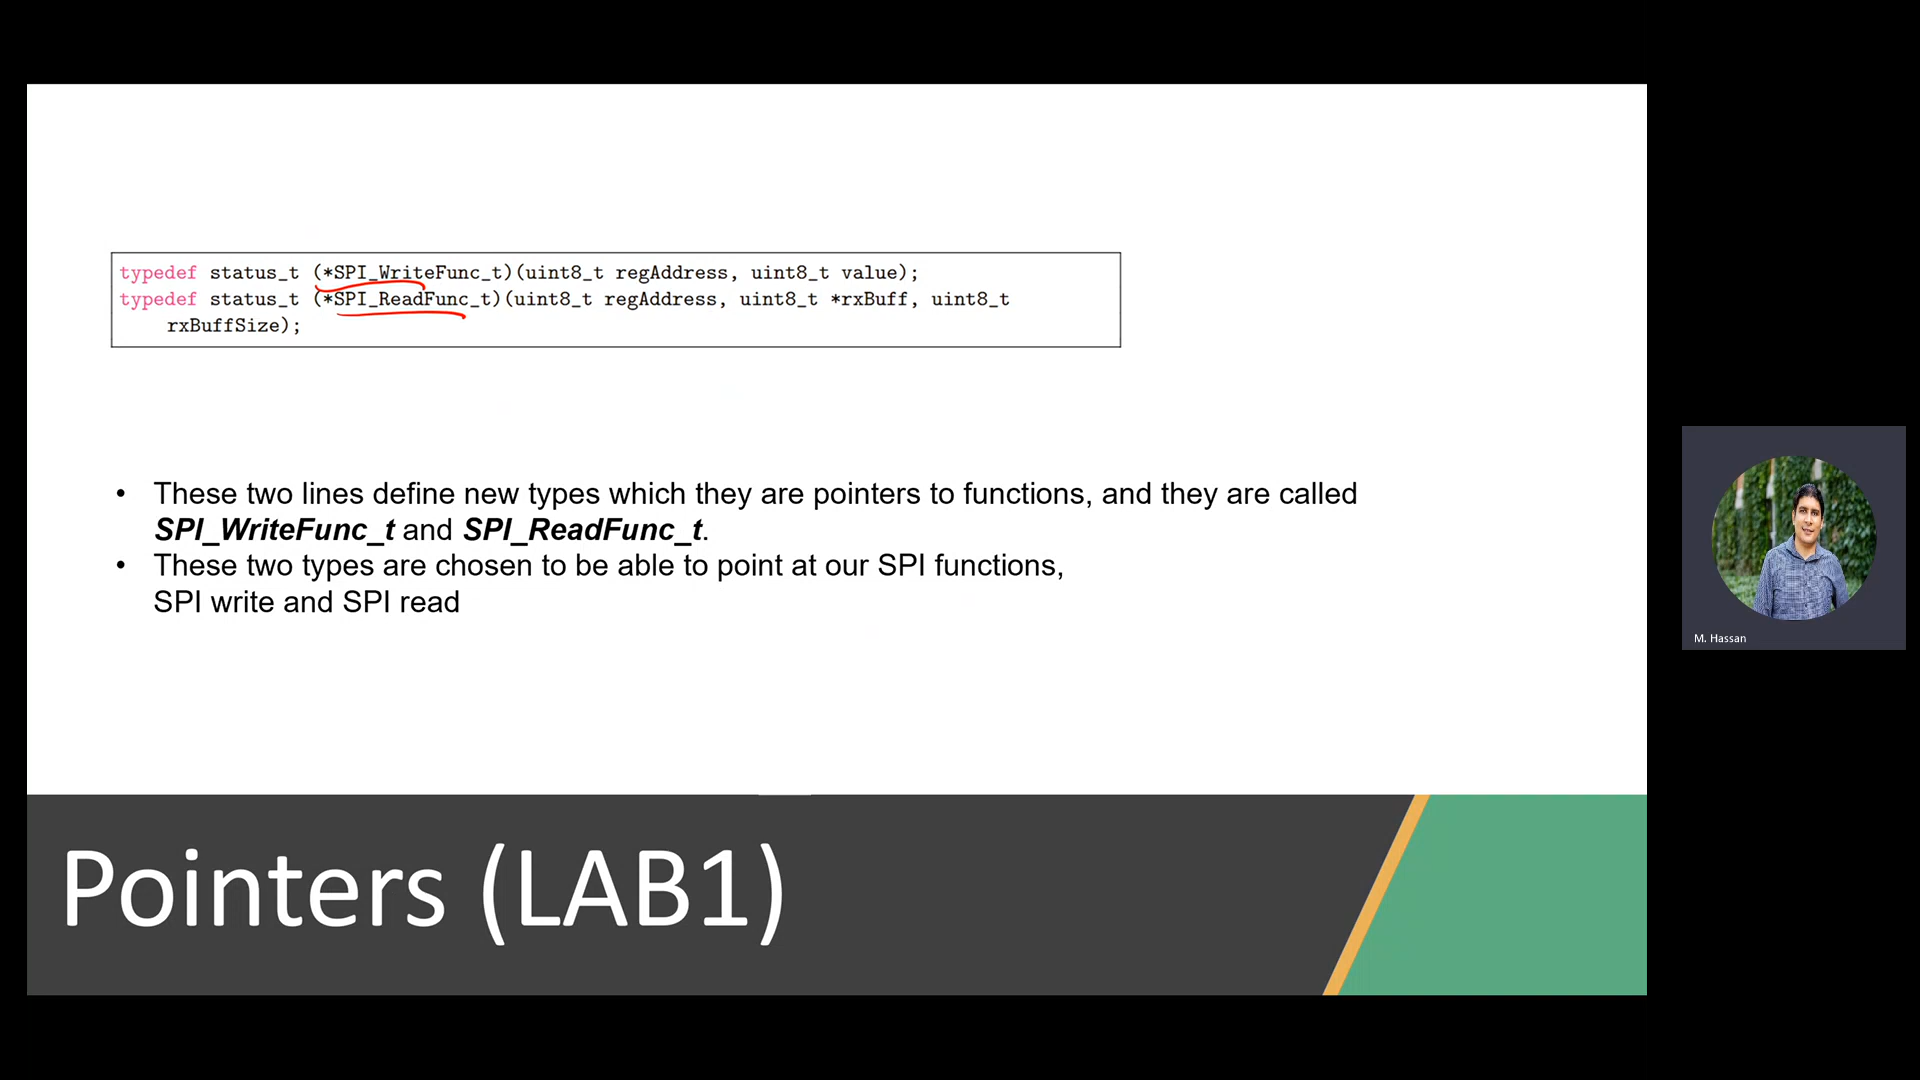 typedef status_t (*SPI_WriteFunc_t)(uint8_t regAddress, uint8_t value);
typedef status_t (*SPI_ReadFunc_t)(uint8_t regAddress, uint8_t *rxBuff, uint8_t
rxBuffSize);
• These two lines define new types which they are pointers to functions, and they are called
SPI_WriteFunc_t and SPI_ReadFunc_t.
• These two types are chosen to be able to point at our SPI functions,
SPI write and SPI read
M. Hassan
Pointers (LAB1)